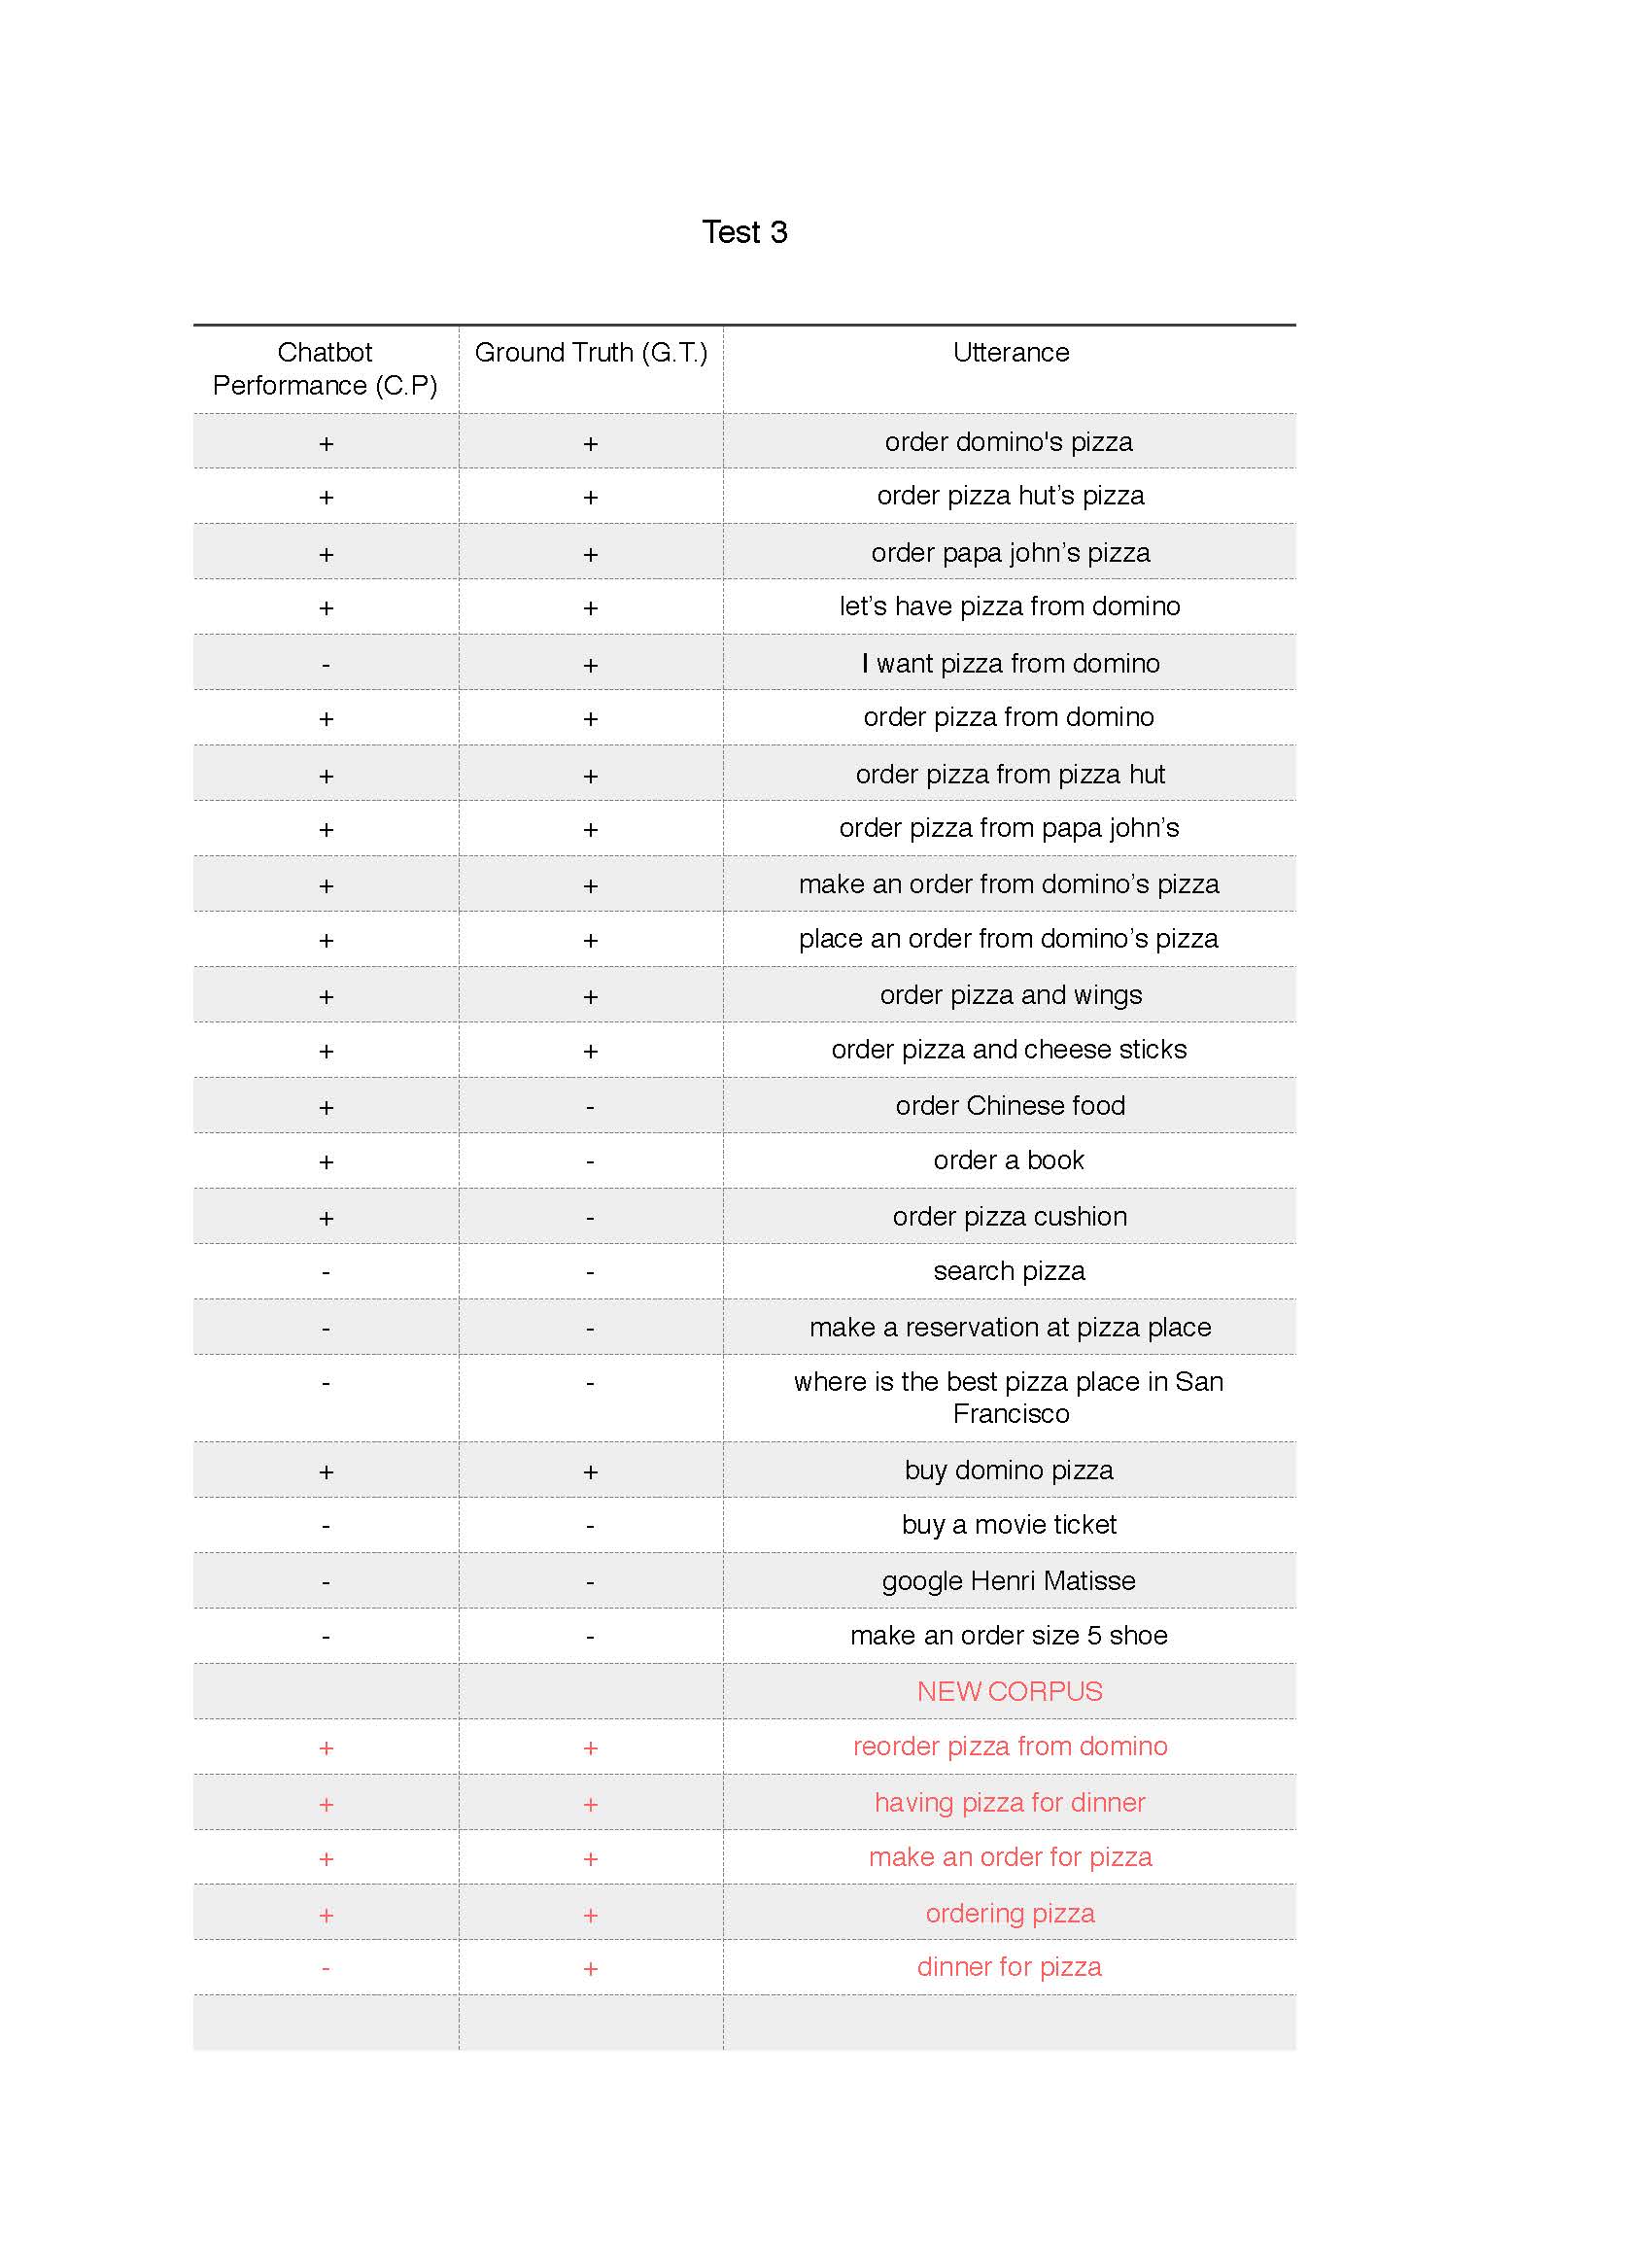 Test 3
Chatbot Performance (C.P) Ground Truth (G.T.) Utterance
+ + order domino's pizza
+ + order pizza hut’s pizza
+ + order papa john’s pizza
+ + let’s have pizza from domino
- + I want pizza from domino
+ + order pizza from domino
+ + order pizza from pizza hut
+ + order pizza from papa john’s
+ + make an order from domino’s pizza
+ + place an order from domino’s pizza
+ + order pizza and wings
+ + order pizza and cheese sticks
+ - order Chinese food
+ - order a book
+ - order pizza cushion
- - search pizza
- - make a reservation at pizza place
- - where is the best pizza place in San
Francisco
+ + buy domino pizza
- - buy a movie ticket
- - google Henri Matisse
- - make an order size 5 shoe
NEW CORPUS
+ + reorder pizza from domino
+ + having pizza for dinner
+ + make an order for pizza
+ + ordering pizza
- + dinner for pizza